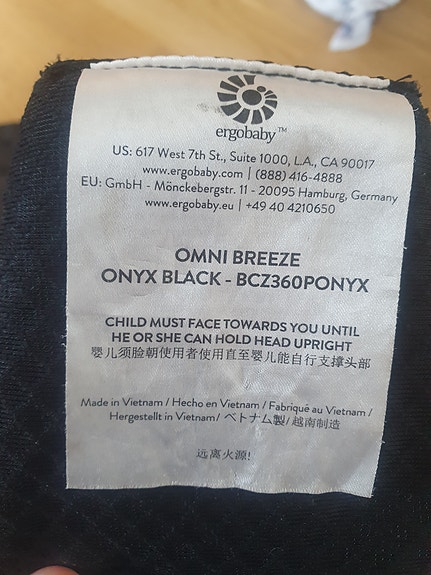 ergobaby™
US: 617 West 7th St., Suite 1000, L.A., CA 90017
www.ergobaby.com | (888) 416-4888
EU: GmbH - Mönckebergstr. 11 - 20095 Hamburg, Germany
www.ergobaby.eu | +49 40 4210650
OMNI BREEZE
ONYX BLACK - BCZ360PONYX
CHILD MUST FACE TOWARDS YOU UNTIL
HE OR SHE CAN HOLD HEAD UPRIGHT
婴儿须脸朝使用者使用直至婴儿能自行支撑头部
Made in Vietnam / Hecho en Vietnam / Fabriqué au Vietnam /
Hergestellt in Vietnam / ベトナム製 / 越南制造
远离火源!